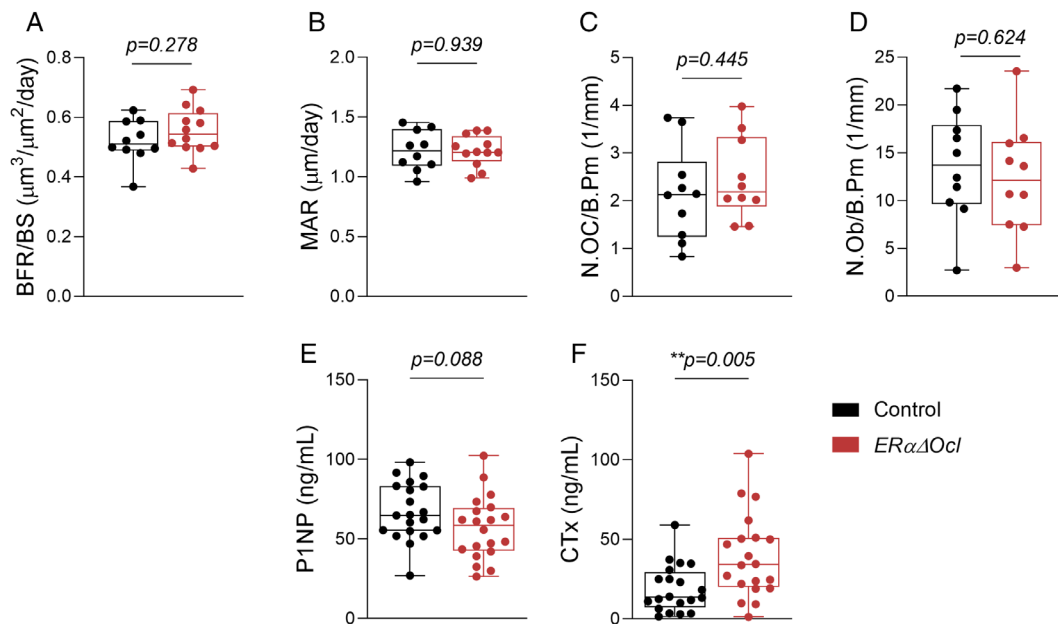 A
p=0.278
BFR/BS (μm³/μm²/day)
0.8
0.6
0.4
0.2
0.0
B
p=0.939
MAR (μm/day)
2.0
1.5
1.0
0.5
0.0
C
p=0.445
N.OC/B.Pm (1/mm)
5
4
3
2
1
0
D
p=0.624
N.Ob/B.Pm (1/mm)
25
20
15
10
5
0
E
p=0.088
P1NP (ng/mL)
150
100
50
0
F
**p=0.005
CTx (ng/mL)
150
100
50
0
Control
ERαΔOcl